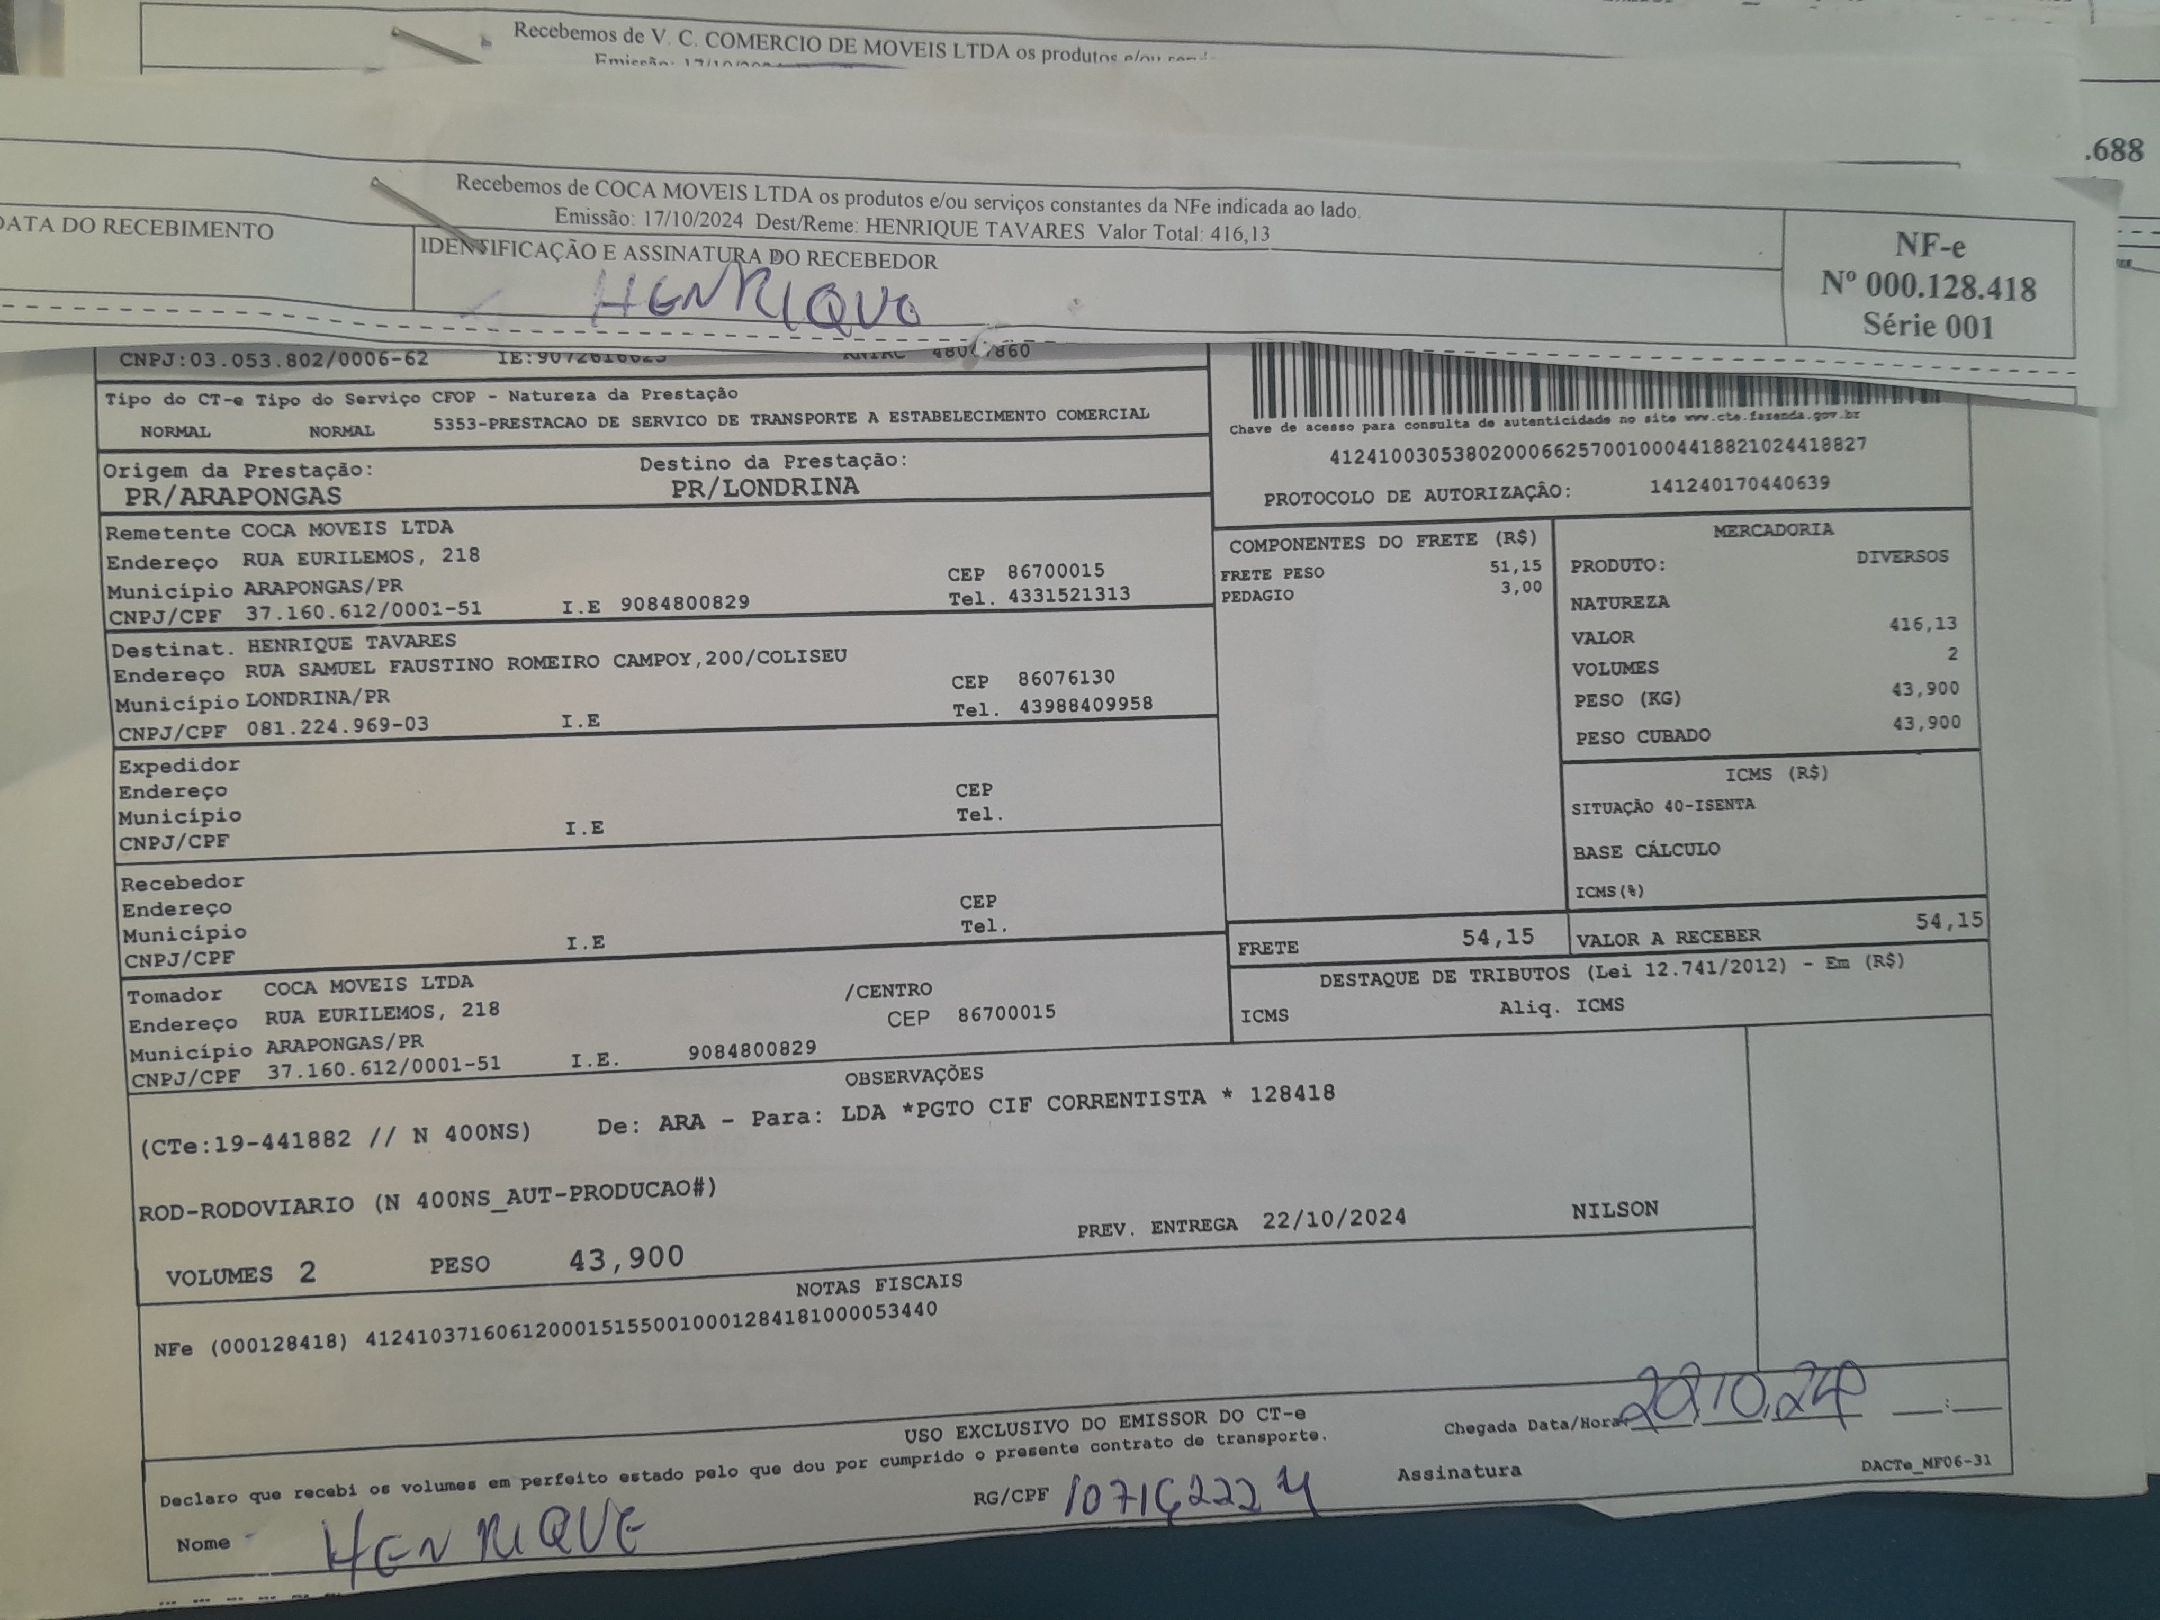 Recebemos de V. C. COMERCIO DE MOVEIS LTDA os produtos e/ou
Emissão: 17/10/
.688
Recebemos de COCA MOVEIS LTDA os produtos e/ou serviços constantes da NFe indicada ao lado.
Emissão: 17/10/2024 Dest/Reme: HENRIQUE TAVARES Valor Total: 416,13
DATA DO RECEBIMENTO
IDENTIFICAÇÃO E ASSINATURA DO RECEBEDOR
HENRIQUE
NF-e
Nº 000.128.418
Série 001
CNPJ:03.053.802/0006-62 IE:9072616623
Tipo do CT-e Tipo do Serviço CFOP - Natureza da Prestação
NORMAL NORMAL 5353-PRESTACAO DE SERVICO DE TRANSPORTE A ESTABELECIMENTO COMERCIAL
Chave de acesso para consulta de autenticidade no site www.cte.fazenda.gov.br
41241003053802000662570010004418821024418827
PROTOCOLO DE AUTORIZAÇÃO: 141240170440639
Origem da Prestação: Destino da Prestação:
PR/ARAPONGAS PR/LONDRINA
Remetente COCA MOVEIS LTDA
Endereço RUA EURILEMOS, 218
Município ARAPONGAS/PR CEP 86700015
CNPJ/CPF 37.160.612/0001-51 I.E 9084800829 Tel. 4331521313
Destinat. HENRIQUE TAVARES
Endereço RUA SAMUEL FAUSTINO ROMEIRO CAMPOY,200/COLISEU
Município LONDRINA/PR CEP 86076130
CNPJ/CPF 081.224.969-03 I.E Tel. 43988409958
Expedidor
Endereço CEP
Município Tel.
CNPJ/CPF I.E
Recebedor
Endereço CEP
Município Tel.
CNPJ/CPF I.E
Tomador COCA MOVEIS LTDA /CENTRO
Endereço RUA EURILEMOS, 218 CEP 86700015
Município ARAPONGAS/PR
CNPJ/CPF 37.160.612/0001-51 I.E. 9084800829
COMPONENTES DO FRETE (R$)
FRETE PESO 51,15
PEDAGIO 3,00
MERCADORIA
PRODUTO: DIVERSOS
NATUREZA
VALOR 416,13
VOLUMES 2
PESO (KG) 43,900
PESO CUBADO 43,900
ICMS (R$)
SITUAÇÃO 40-ISENTA
BASE CÁLCULO
ICMS(%)
FRETE 54,15 VALOR A RECEBER 54,15
DESTAQUE DE TRIBUTOS (Lei 12.741/2012) - Em (R$)
ICMS Aliq. ICMS
OBSERVAÇÕES
(CTe:19-441882 // N 400NS) De: ARA - Para: LDA *PGTO CIF CORRENTISTA * 128418
ROD-RODOVIARIO (N 400NS_AUT-PRODUCAO#)
PREV. ENTREGA 22/10/2024 NILSON
VOLUMES 2 PESO 43,900
NOTAS FISCAIS
NFe (000128418) 41241037160612000151550010001284181000053440
USO EXCLUSIVO DO EMISSOR DO CT-e
Declaro que recebi os volumes em perfeito estado pelo que dou por cumprido o presente contrato de transporte.
Chegada Data/Hora:
Nome HENRIQUE RG/CPF Assinatura
DACTe_MF06-31